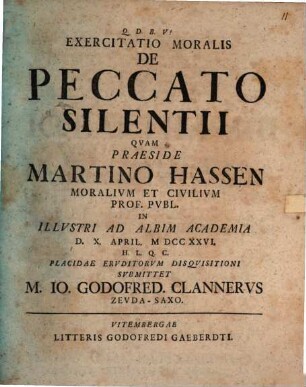 Q. D. B. V!
EXERCITATIO MORALIS
DE
PECCATO
SILENTII
QVAM
PRAESIDE
MARTINO HASSEN
MORALIVM ET CIVILIVM
PROF. PVBL.
IN
ILLVSTRI AD ALBIM ACADEMIA
D. X. APRIL. M DCC XXVI.
H. L. Q. C.
PLACIDAE ERVDITORVM DISQVISITIONI
SVBMITTET
M. IO. GODOFRED. CLANNERVS
ZEVDA-SAXO.
VITEMBERGAE
LITTERIS GODOFREDI GAEBERDTI.